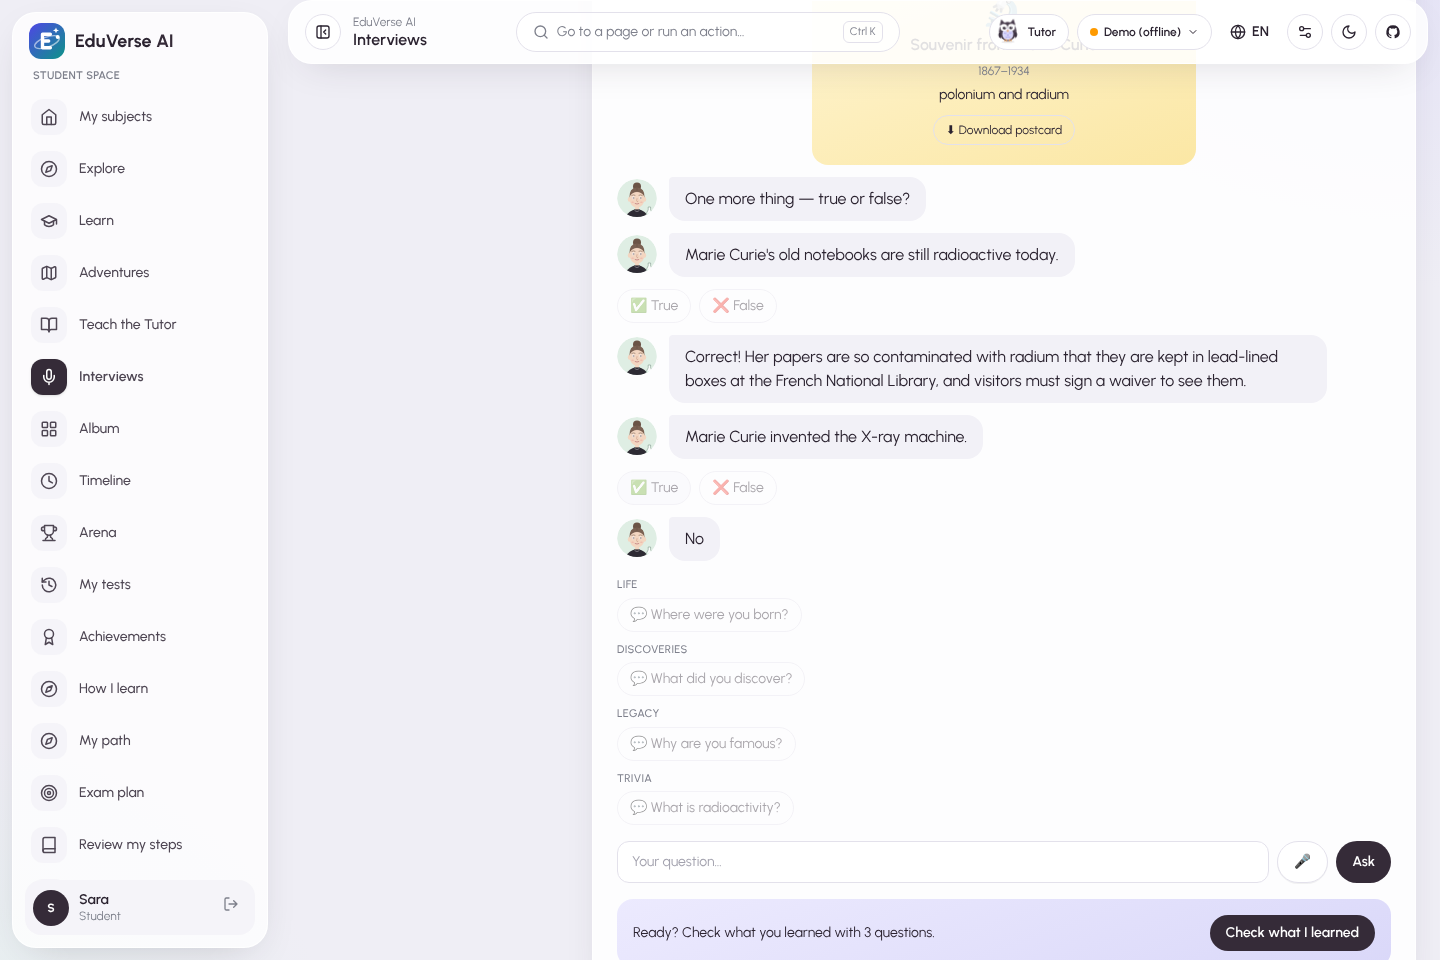 EduVerse AI
STUDENT SPACE
My subjects
Explore
Learn
Adventures
Teach the Tutor
Interviews
Album
Timeline
Arena
My tests
Achievements
How I learn
My path
Exam plan
Review my steps
S
Sara
Student
EduVerse AI
Interviews
Go to a page or run an action...
Ctrl K
Tutor
Demo (offline)
EN
Souvenir
1867–1934
polonium and radium
⬇ Download postcard
One more thing — true or false?
Marie Curie's old notebooks are still radioactive today.
✅ True
❌ False
Correct! Her papers are so contaminated with radium that they are kept in lead-lined
boxes at the French National Library, and visitors must sign a waiver to see them.
Marie Curie invented the X-ray machine.
✅ True
❌ False
No
LIFE
💬 Where were you born?
DISCOVERIES
💬 What did you discover?
LEGACY
💬 Why are you famous?
TRIVIA
💬 What is radioactivity?
Your question...
Ask
Ready? Check what you learned with 3 questions.
Check what I learned